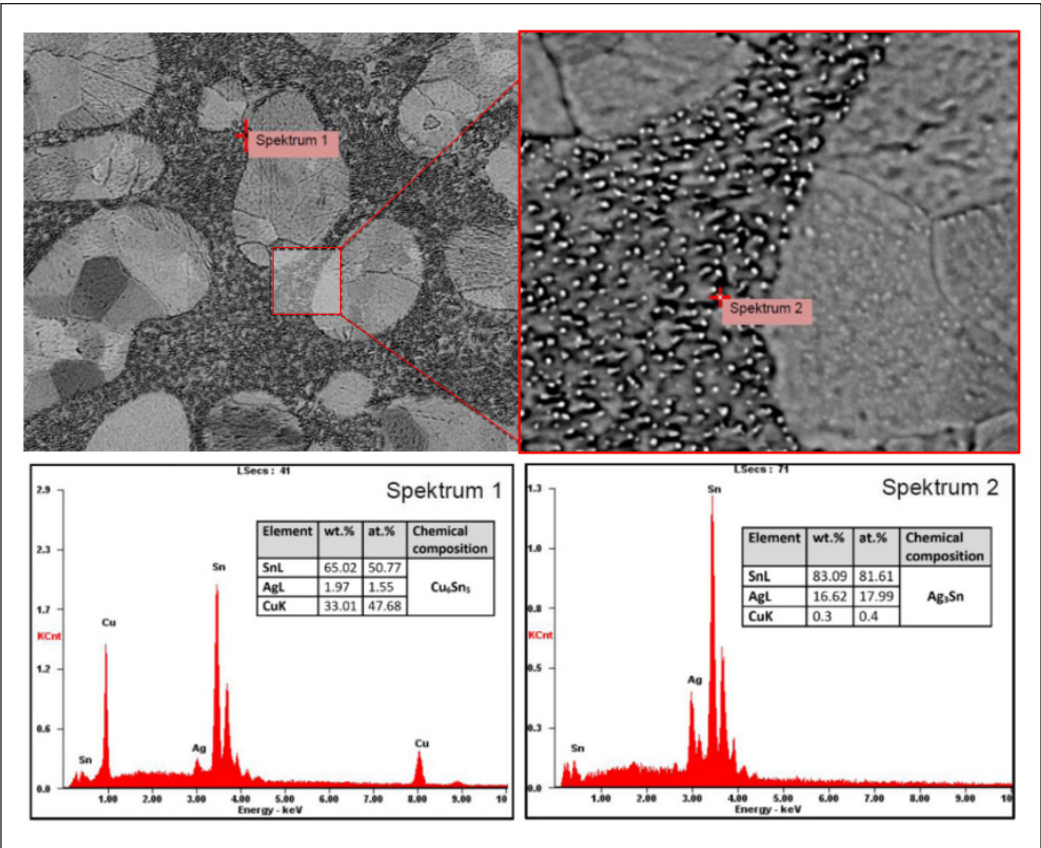 Spektrum 1
Spektrum 2
LSecs : 41
Spektrum 1
2.9
2.3
1.7
KCnt
1.2
0.6
0.0
Element wt.% at.% Chemical composition
SnL 65.02 50.77 Cu₆Sn₅
AgL 1.97 1.55
CuK 33.01 47.68
Sn
Cu
Ag
Sn
Cu
1.00 2.00 3.00 4.00 5.00 6.00 7.00 8.00 9.00 10
Energy - keV
LSecs : 71
Spektrum 2
1.3
1.0
0.8
KCnt
0.5
0.3
0.0
Element wt.% at.% Chemical composition
SnL 83.09 81.61 Ag₃Sn
AgL 16.62 17.99
CuK 0.3 0.4
Sn
Ag
Sn
1.00 2.00 3.00 4.00 5.00 6.00 7.00 8.00 9.00 10
Energy - keV